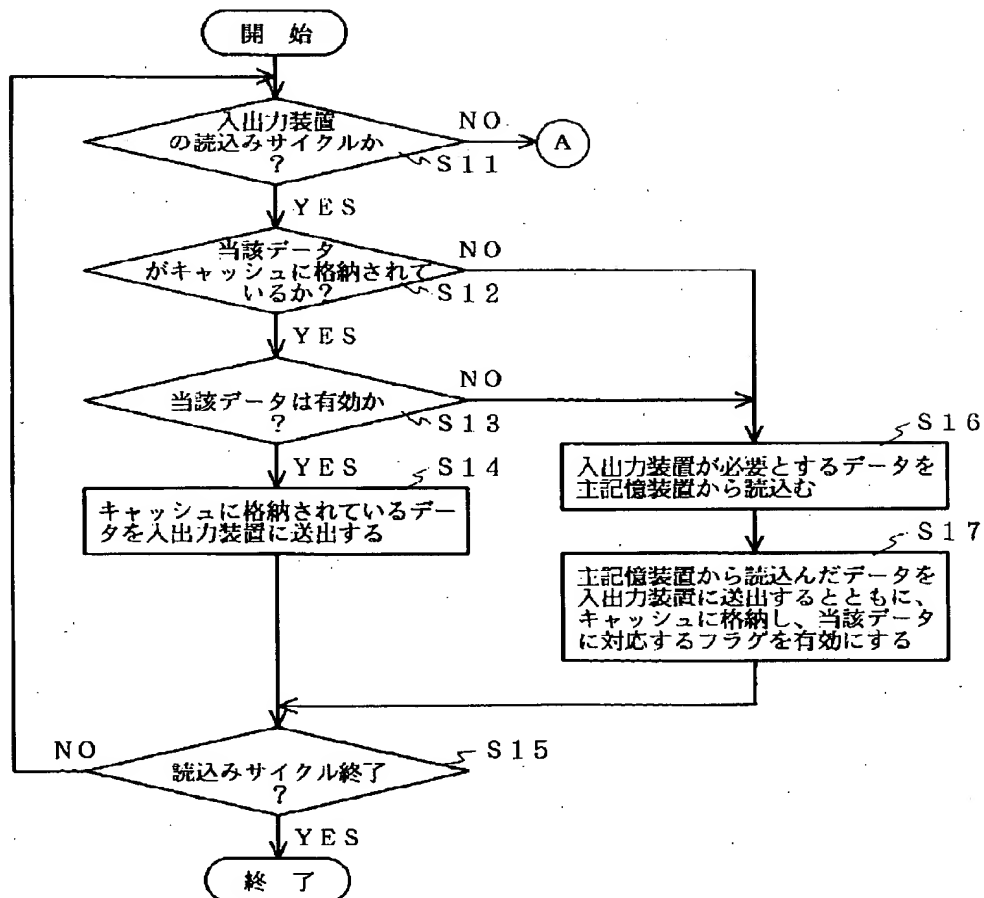 開 始
入出力装置
の読込みサイクルか
?
NO
A
S11
YES
当該データ
がキャッシュに格納されて
いるか?
NO
S12
YES
当該データは有効か
?
NO
S13
YES
S14
キャッシュに格納されているデー
タを入出力装置に送出する
S16
入出力装置が必要とするデータを
主記憶装置から読込む
S17
主記憶装置から読込んだデータを
入出力装置に送出するとともに、
キャッシュに格納し、当該データ
に対応するフラグを有効にする
NO
S15
読込みサイクル終了
?
YES
終 了